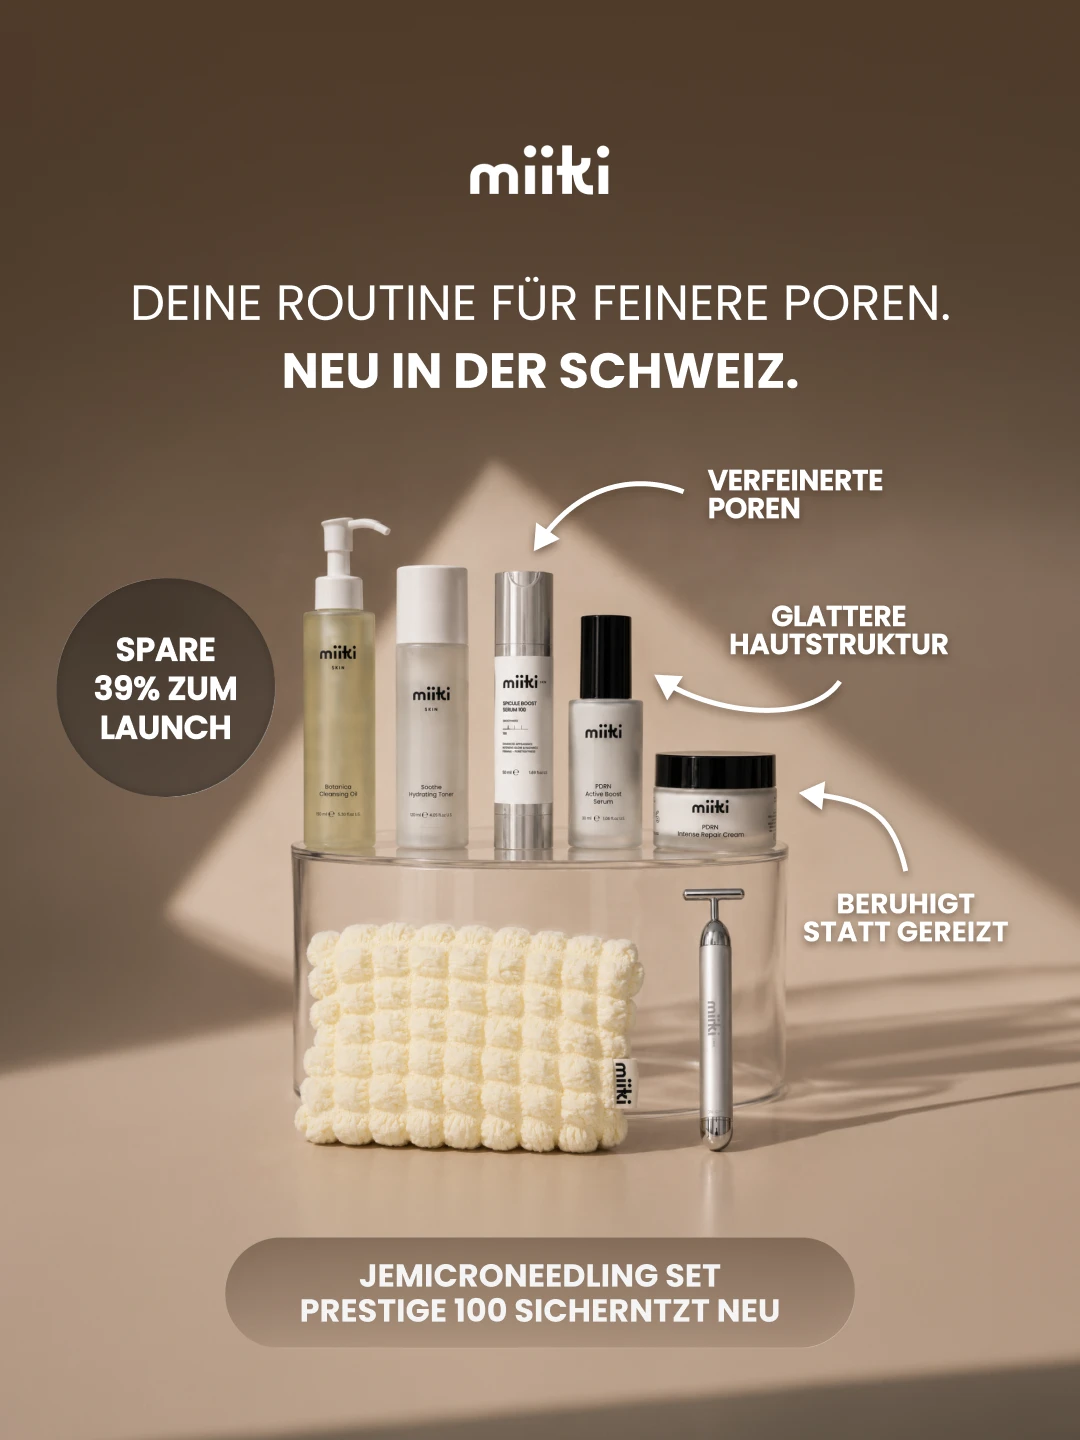 miiki
DEINE ROUTINE FÜR FEINERE POREN.
NEU IN DER SCHWEIZ.
VERFEINERTE
POREN
GLATTERE
HAUTSTRUKTUR
SPARE
39% ZUM
LAUNCH
miiki
SKIN
Botanica
Cleansing Oil
miiki
SKIN
Soothe
Hydrating Toner
miiki
SPICULE BOOST
SERUM 100
miiki
PDRN
Active Boost
Serum
miiki
PDRN
Intense Repair Cream
BERUHIGT
STATT GEREIZT
miiki
miiki
JEMICRONEEDLING SET
PRESTIGE 100 SICHERNTZT NEU